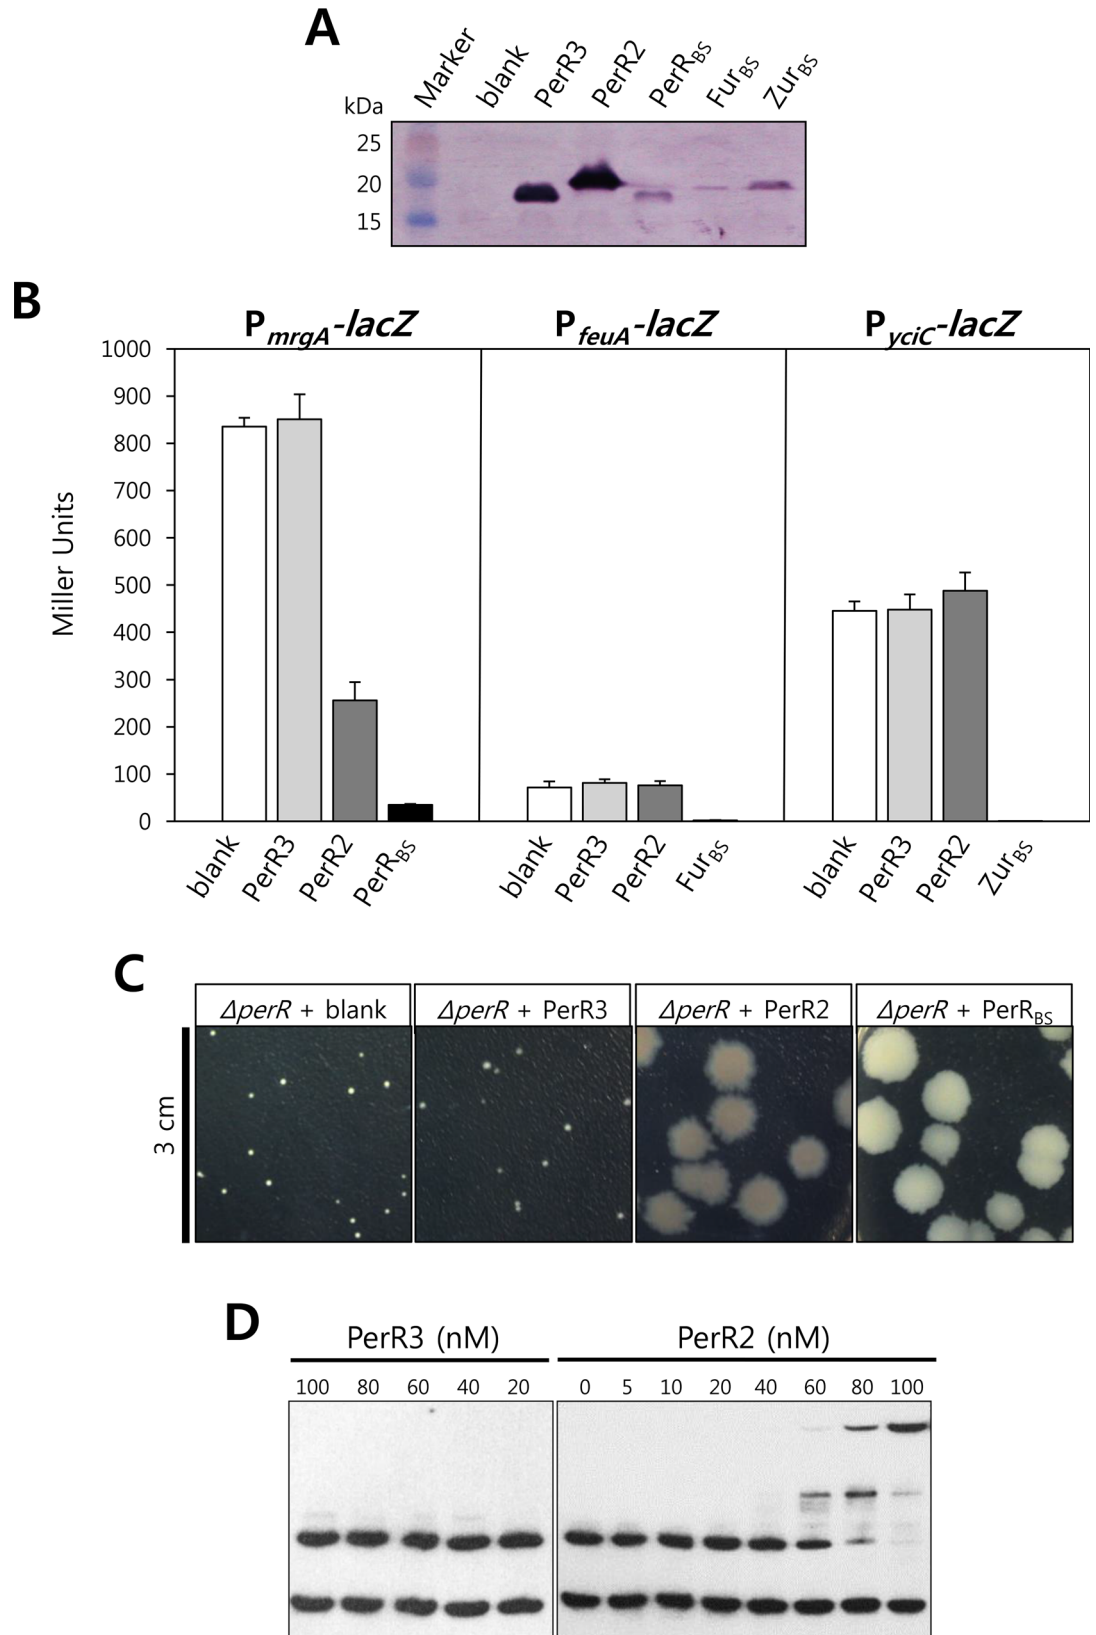 A
Marker blank PerR3 PerR2 PerRBS FurBS ZurBS
kDa
25
20
15
B
PmrgA-lacZ PfeuA-lacZ PyciC-lacZ
Miller Units
1000
900
800
700
600
500
400
300
200
100
0
blank PerR3 PerR2 PerRBS blank PerR3 PerR2 FurBS blank PerR3 PerR2 ZurBS
C
ΔperR + blank ΔperR + PerR3 ΔperR + PerR2 ΔperR + PerRBS
3 cm
D
PerR3 (nM) PerR2 (nM)
100 80 60 40 20 0 5 10 20 40 60 80 100